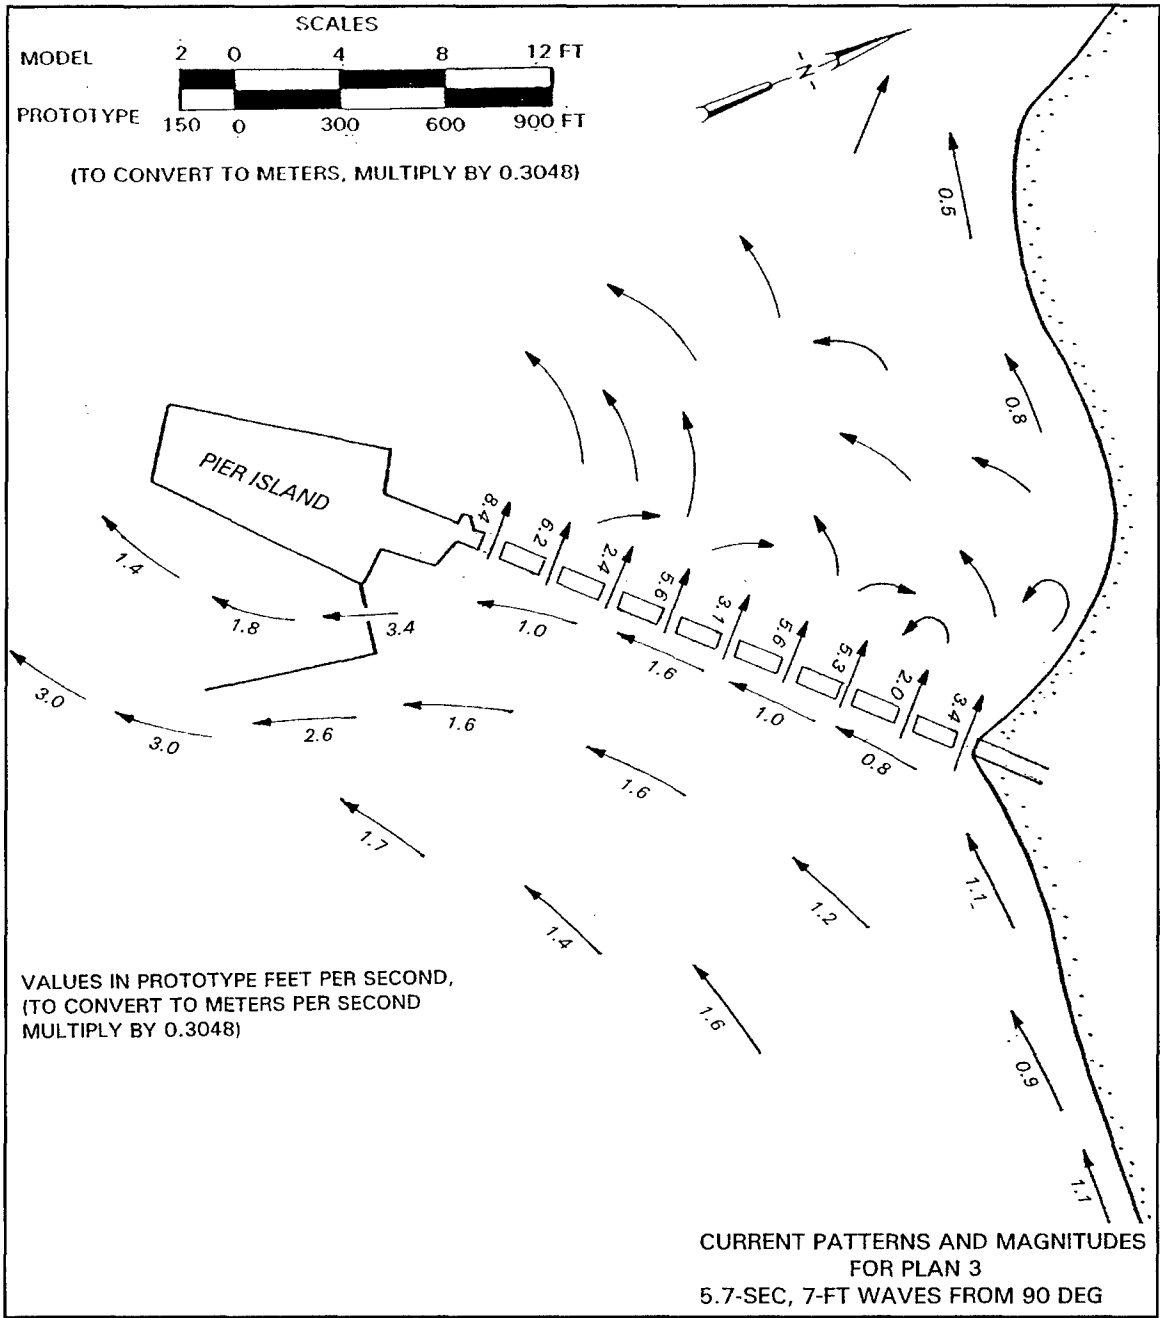 SCALES
MODEL 2 0 4 8 12 FT
PROTOTYPE 150 0 300 600 900 FT
(TO CONVERT TO METERS, MULTIPLY BY 0.3048)
-N-
0.5
0.8
PIER ISLAND
8.4
6.2
2.4
5.6
3.1
5.6
5.3
2.0
3.4
1.4
1.8
3.4
1.0
1.6
1.0
0.8
3.0
3.0
2.6
1.6
1.6
1.7
1.2
1.1
1.4
1.6
0.9
1.1
VALUES IN PROTOTYPE FEET PER SECOND,
(TO CONVERT TO METERS PER SECOND
MULTIPLY BY 0.3048)
CURRENT PATTERNS AND MAGNITUDES
FOR PLAN 3
5.7-SEC, 7-FT WAVES FROM 90 DEG